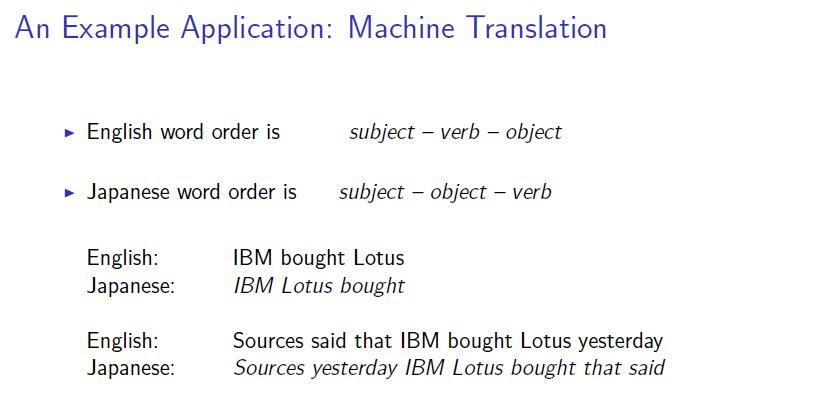 An Example Application: Machine Translation
▶ English word order is subject – verb – object
▶ Japanese word order is subject – object – verb
English: IBM bought Lotus
Japanese: IBM Lotus bought
English: Sources said that IBM bought Lotus yesterday
Japanese: Sources yesterday IBM Lotus bought that said